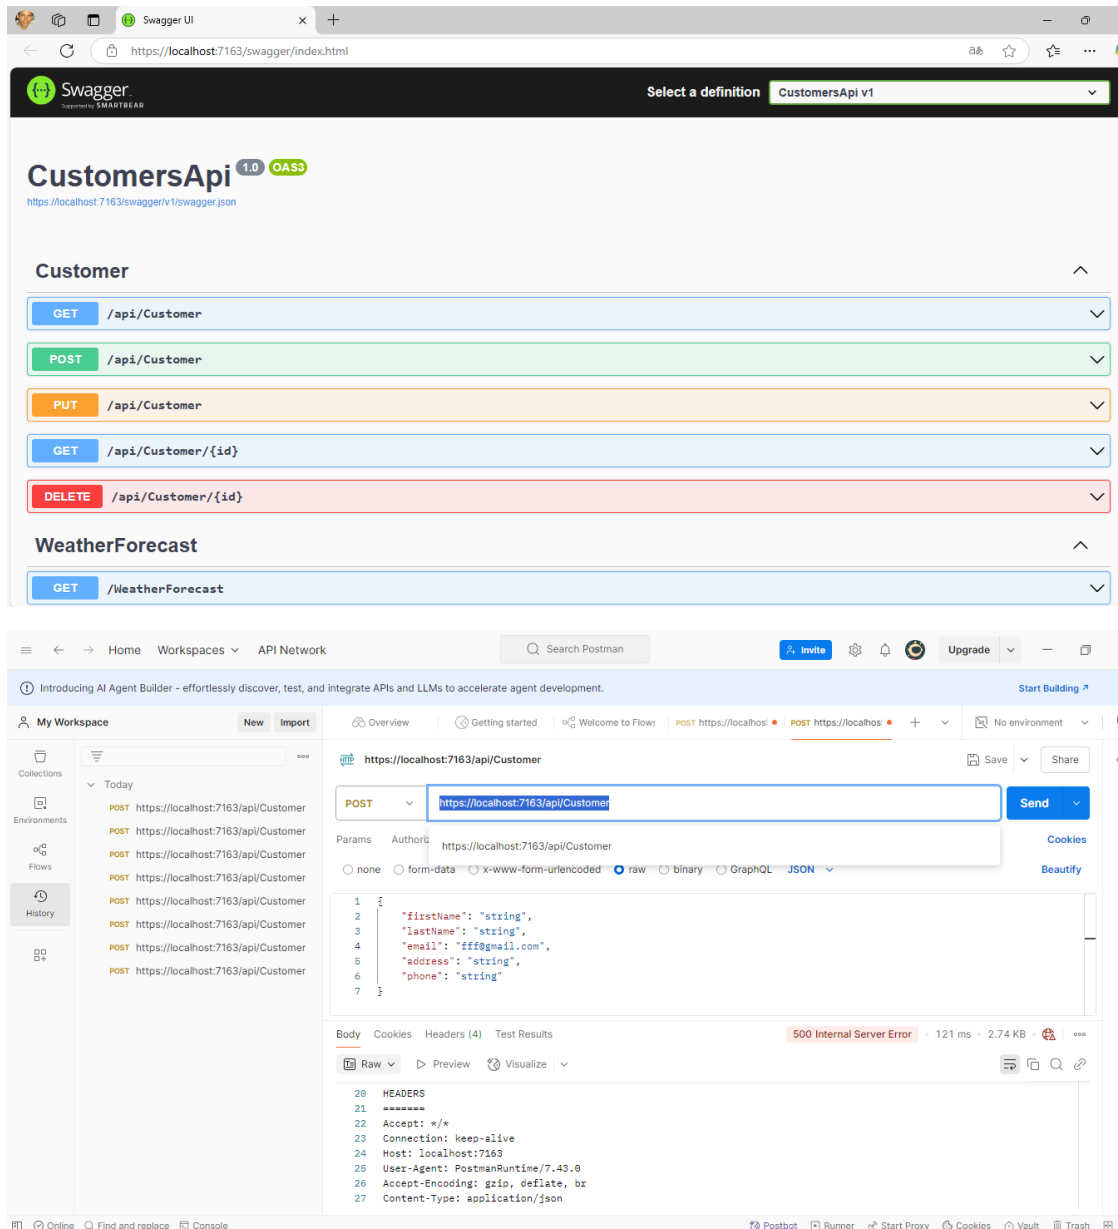 Swagger UI
https://localhost:7163/swagger/index.html
Swagger.
Supported by SMARTBEAR
Select a definition
CustomersApi v1
CustomersApi 1.0 OAS3
https://localhost:7163/swagger/v1/swagger.json
Customer
GET /api/Customer
POST /api/Customer
PUT /api/Customer
GET /api/Customer/{id}
DELETE /api/Customer/{id}
WeatherForecast
GET /WeatherForecast
Home Workspaces API Network Search Postman Invite Upgrade
Introducing AI Agent Builder - effortlessly discover, test, and integrate APIs and LLMs to accelerate agent development. Start Building
My Workspace New Import Overview Getting started Welcome to Flow: POST https://localhos: POST https://localhos: No environment
Collections
Environments
Flows
History
Today
POST https://localhost:7163/api/Customer
POST https://localhost:7163/api/Customer
POST https://localhost:7163/api/Customer
POST https://localhost:7163/api/Customer
POST https://localhost:7163/api/Customer
POST https://localhost:7163/api/Customer
POST https://localhost:7163/api/Customer
POST https://localhost:7163/api/Customer
HTTP https://localhost:7163/api/Customer Save Share
POST https://localhost:7163/api/Customer Send
Params Authoriz https://localhost:7163/api/Customer Cookies
none form-data x-www-form-urlencoded raw binary GraphQL JSON Beautify
1 {
2 "firstName": "string",
3 "lastName": "string",
4 "email": "fff@gmail.com",
5 "address": "string",
6 "phone": "string"
7 }
Body Cookies Headers (4) Test Results 500 Internal Server Error 121 ms 2.74 KB
Raw Preview Visualize
20 HEADERS
21 =======
22 Accept: */*
23 Connection: keep-alive
24 Host: localhost:7163
25 User-Agent: PostmanRuntime/7.43.0
26 Accept-Encoding: gzip, deflate, br
27 Content-Type: application/json
Online Find and replace Console Postbot Runner Start Proxy Cookies Vault Trash